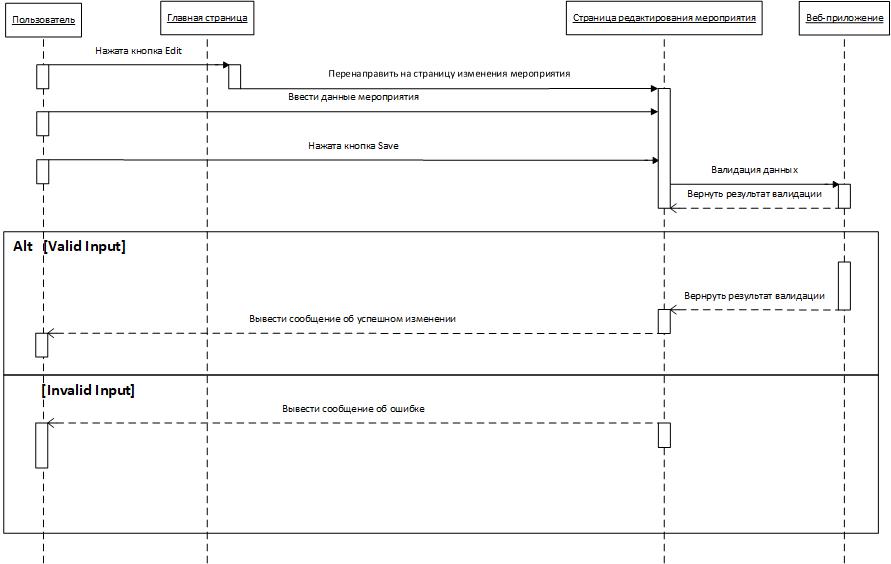 Пользователь
Главная страница
Страница редактирования мероприятия
Веб-приложение
Нажата кнопка Edit
Перенаправить на страницу изменения мероприятия
Ввести данные мероприятия
Нажата кнопка Save
Валидация данных
Вернуть результат валидации
Alt [Valid Input]
Вернруть результат валидации
Вывести сообщение об успешном изменении
[Invalid Input]
Вывести сообщение об ошибке